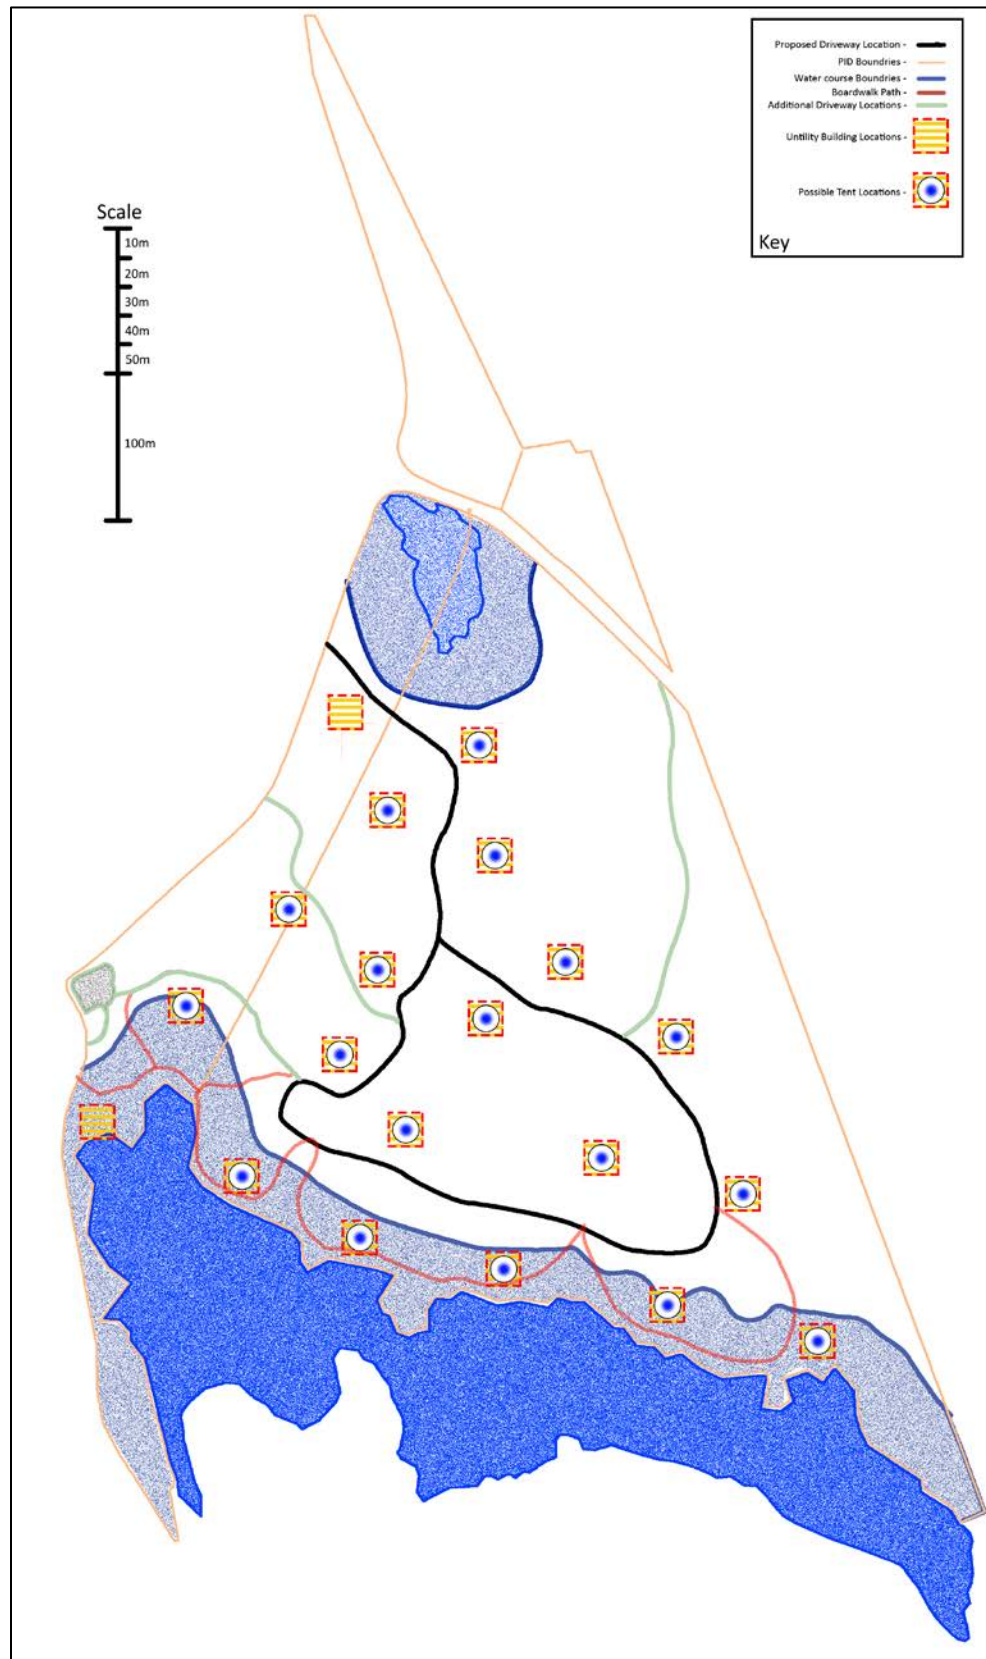 Proposed Driveway Location -
PID Boundries -
Water course Boundries -
Boardwalk Path -
Additional Driveway Locations -
Untility Building Locations -
Possible Tent Locations -
Key
Scale
10m
20m
30m
40m
50m
100m